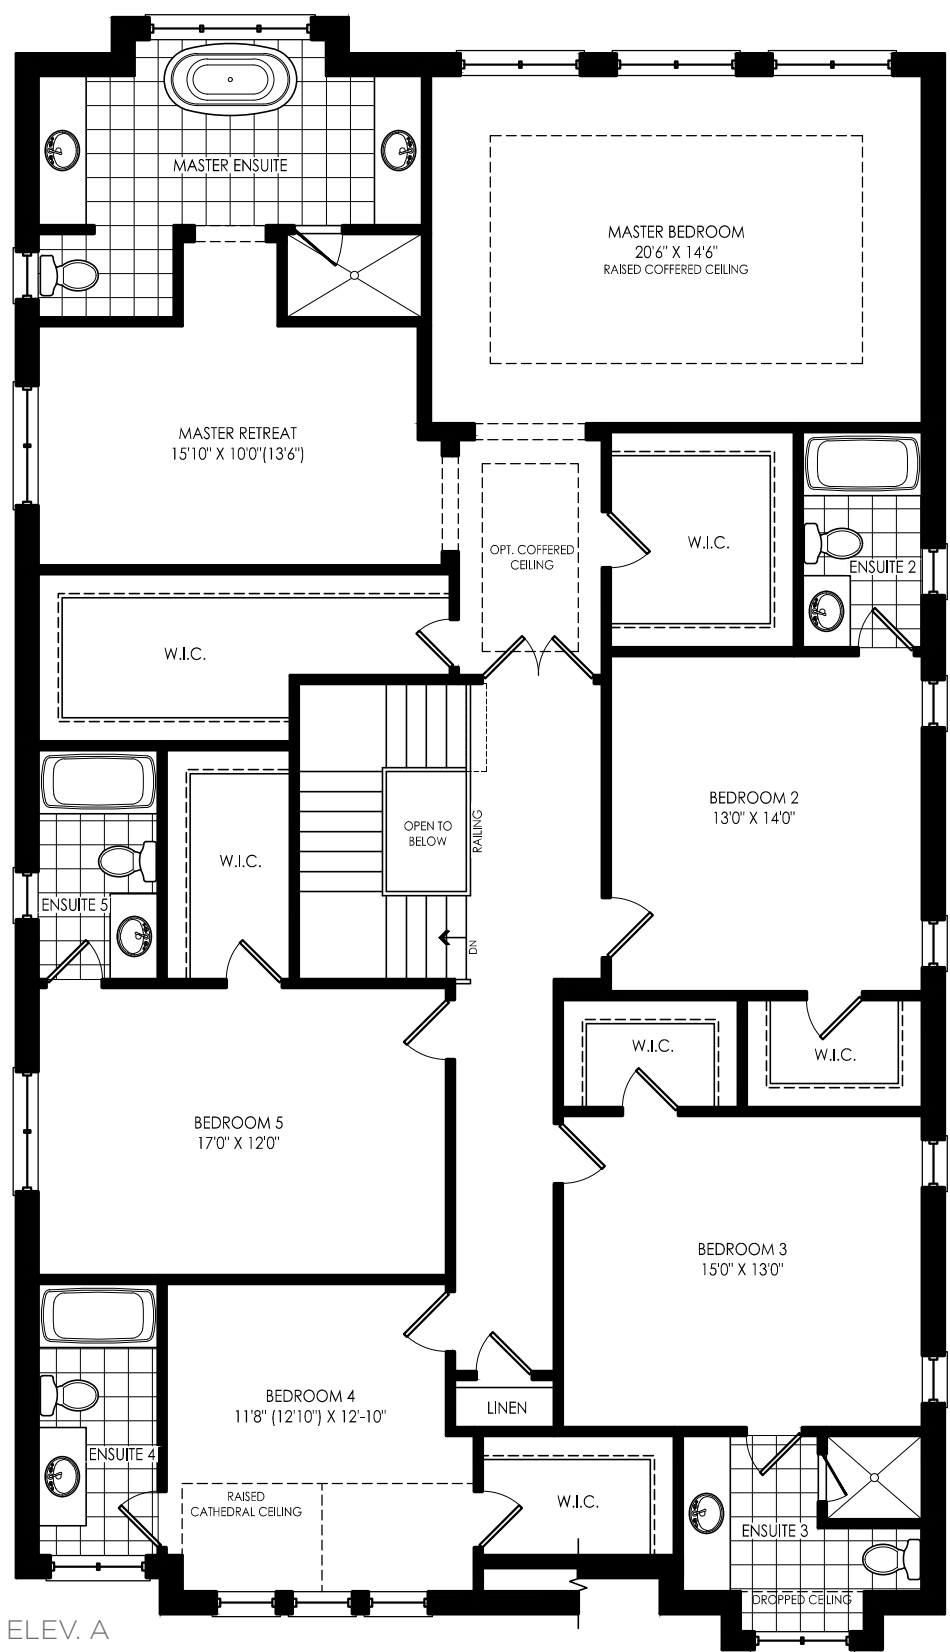 MASTER ENSUITE
MASTER BEDROOM
20'6" X 14'6"
RAISED COFFERED CEILING
MASTER RETREAT
15'10" X 10'0"(13'6")
OPT. COFFERED
CEILING
W.I.C.
ENSUITE 2
W.I.C.
BEDROOM 2
13'0" X 14'0"
OPEN TO
BELOW
RAILING
W.I.C.
ENSUITE 5
DN
W.I.C.
W.I.C.
BEDROOM 5
17'0" X 12'0"
BEDROOM 3
15'0" X 13'0"
BEDROOM 4
11'8" (12'10") X 12'-10"
LINEN
ENSUITE 4
RAISED
CATHEDRAL CEILING
W.I.C.
ENSUITE 3
DROPPED CEILING
ELEV. A